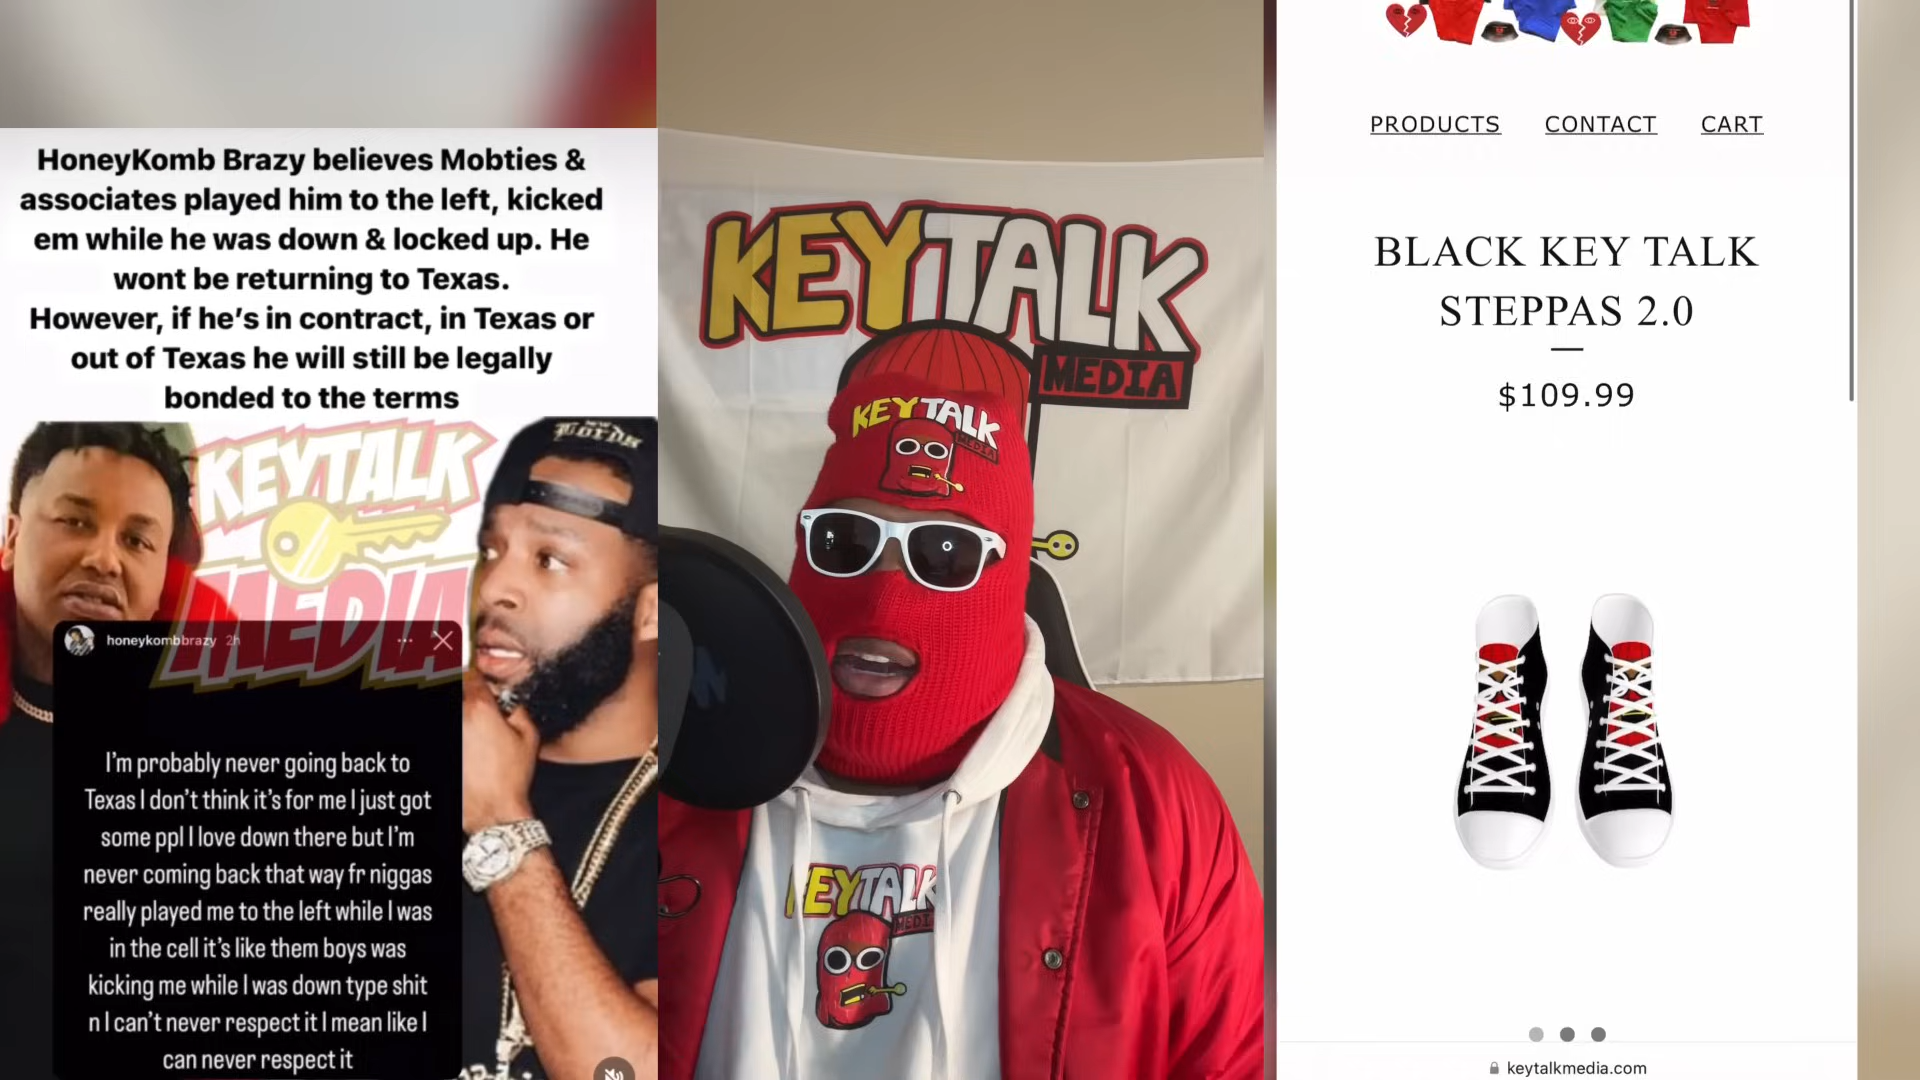 HoneyKomb Brazy believes Mobties &
associates played him to the left, kicked
em while he was down & locked up. He
wont be returning to Texas.
However, if he's in contract, in Texas or
out of Texas he will still be legally
bonded to the terms
KEYTALK
MEDIA
Lords
honeykombbrazy 2h
I'm probably never going back to
Texas I don't think it's for me I just got
some ppl I love down there but I'm
never coming back that way fr niggas
really played me to the left while I was
in the cell it's like them boys was
kicking me while I was down type shit
n I can't never respect it I mean like I
can never respect it
KEYTALK
MEDIA
KEYTALK
MEDIA
KEYTALK
MEDIA
PRODUCTS CONTACT CART
BLACK KEY TALK
STEPPAS 2.0
$109.99
keytalkmedia.com